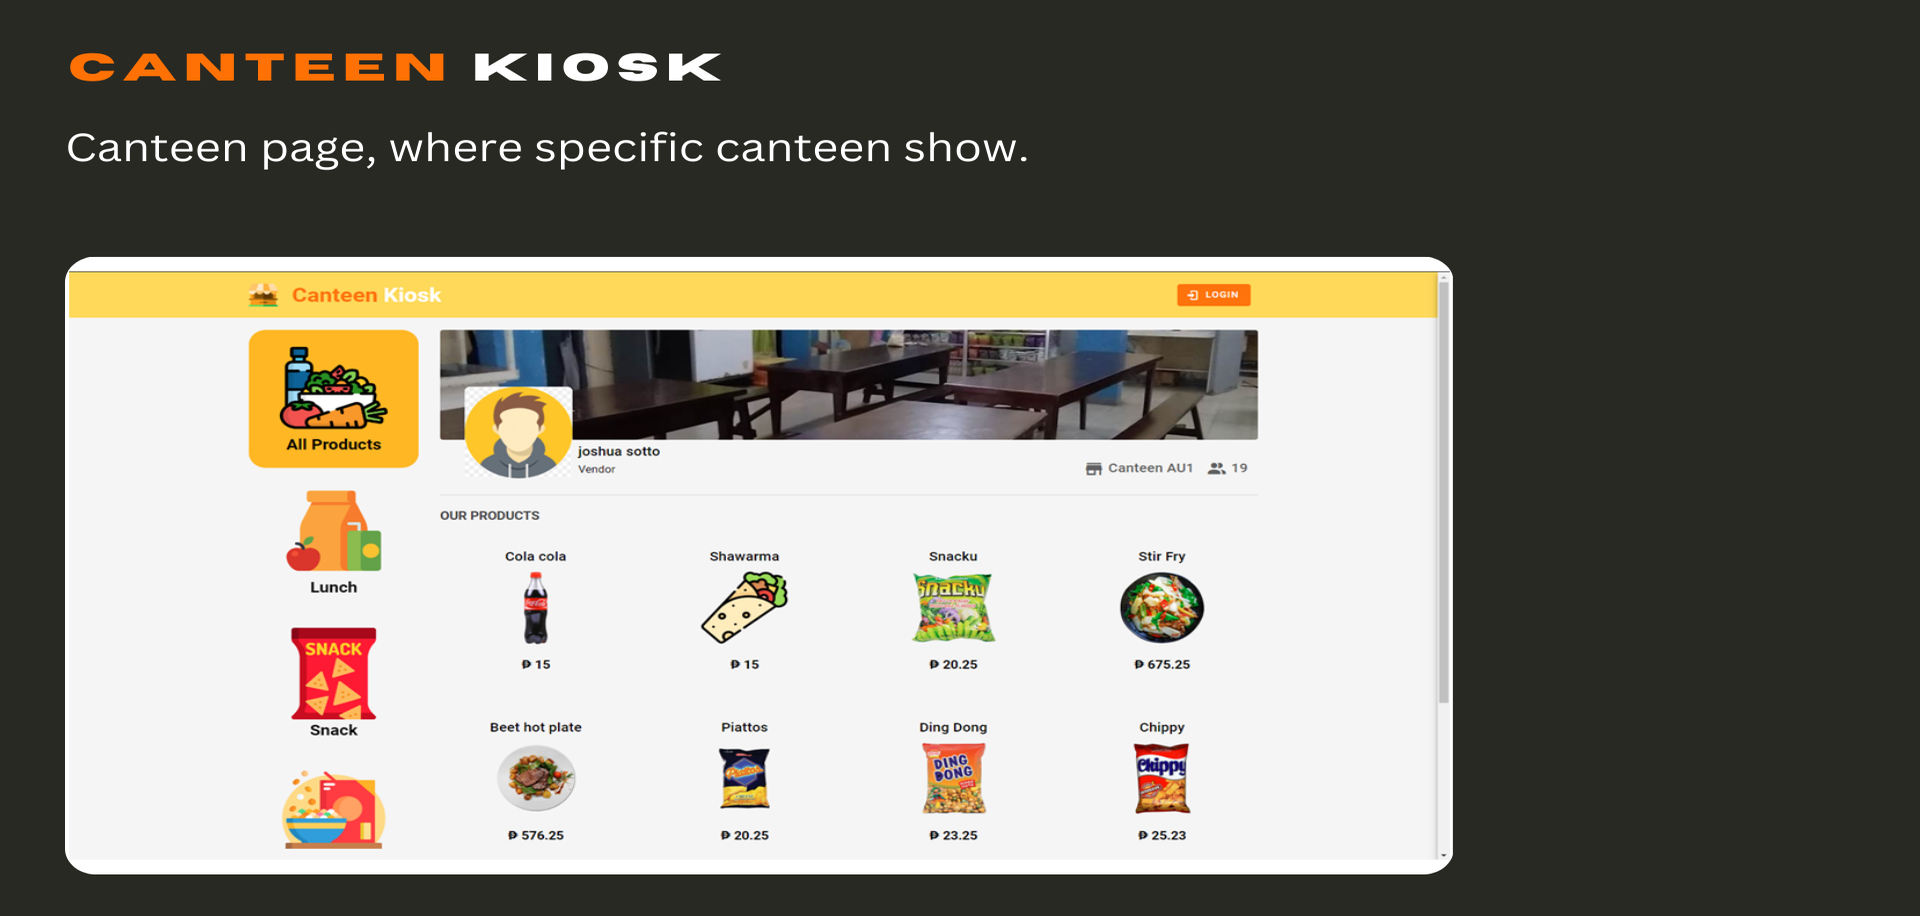 CANTEEN KIOSK
Canteen page, where specific canteen show.
Canteen Kiosk
LOGIN
All Products
Lunch
SNACK
Snack
joshua sotto
Vendor
Canteen AU1
19
OUR PRODUCTS
Cola cola
Shawarma
Snacku
Stir Fry
Coca-Cola
Snacku
₱ 15
₱ 15
₱ 20.25
₱ 675.25
Beet hot plate
Piattos
Ding Dong
Chippy
Piattos
DING DONG
Chippy
₱ 576.25
₱ 20.25
₱ 23.25
₱ 25.23